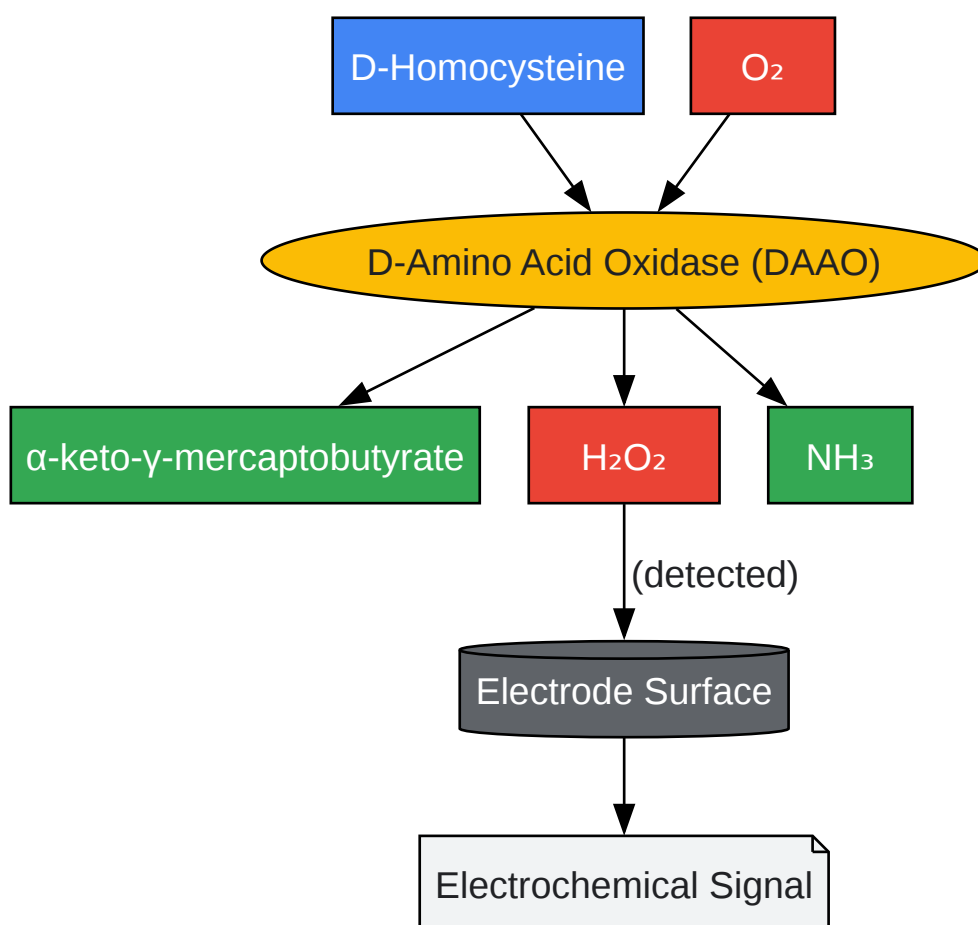 D-Homocysteine
O₂
D-Amino Acid Oxidase (DAAO)
α-keto-γ-mercaptobutyrate
H₂O₂
NH₃
(detected)
Electrode Surface
Electrochemical Signal